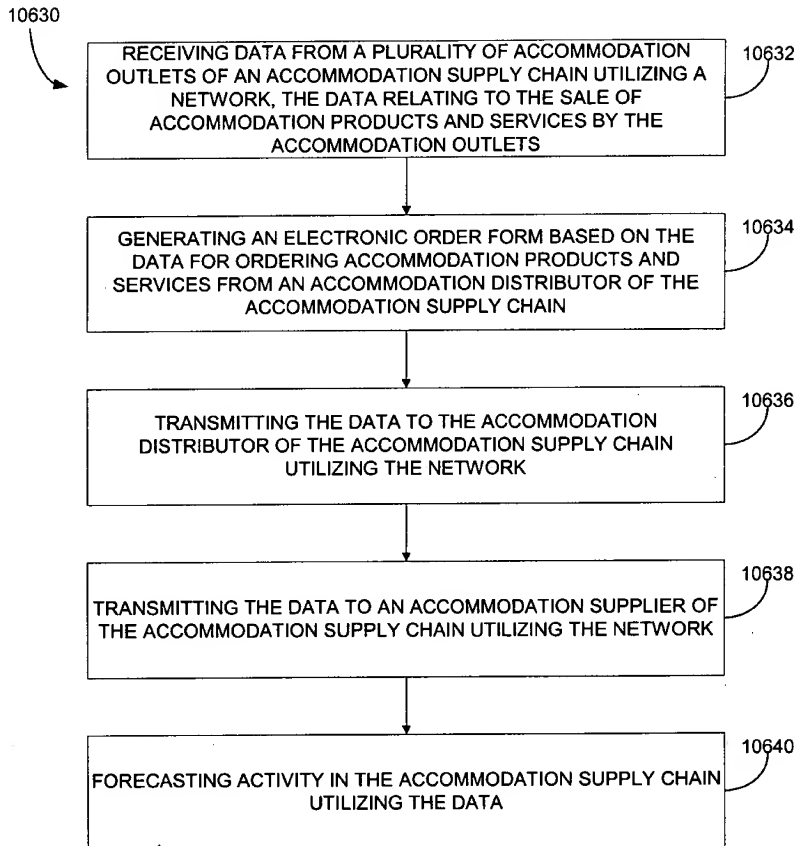 10630
RECEIVING DATA FROM A PLURALITY OF ACCOMMODATION
OUTLETS OF AN ACCOMMODATION SUPPLY CHAIN UTILIZING A
NETWORK, THE DATA RELATING TO THE SALE OF
ACCOMMODATION PRODUCTS AND SERVICES BY THE
ACCOMMODATION OUTLETS
10632
GENERATING AN ELECTRONIC ORDER FORM BASED ON THE
DATA FOR ORDERING ACCOMMODATION PRODUCTS AND
SERVICES FROM AN ACCOMMODATION DISTRIBUTOR OF THE
ACCOMMODATION SUPPLY CHAIN
10634
TRANSMITTING THE DATA TO THE ACCOMMODATION
DISTRIBUTOR OF THE ACCOMMODATION SUPPLY CHAIN
UTILIZING THE NETWORK
10636
TRANSMITTING THE DATA TO AN ACCOMMODATION SUPPLIER OF
THE ACCOMMODATION SUPPLY CHAIN UTILIZING THE NETWORK
10638
FORECASTING ACTIVITY IN THE ACCOMMODATION SUPPLY CHAIN
UTILIZING THE DATA
10640